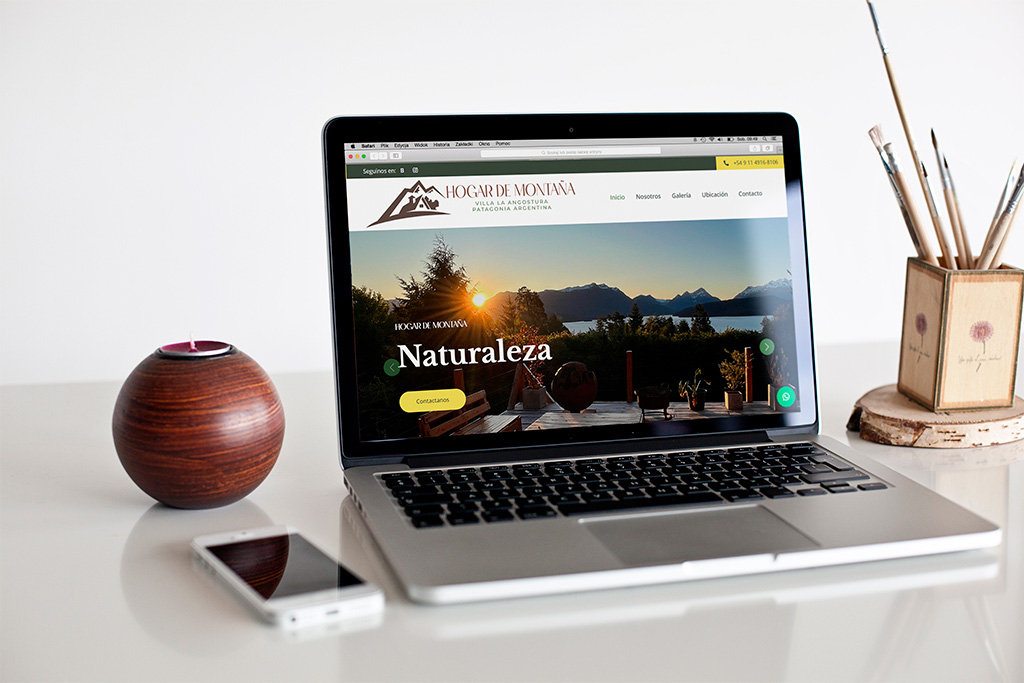 Safari Plik Edycja Widok Historia Zakładki Okno Pomoc
Seguinos en:
+54 9 11 4916-8106
HOGAR DE MONTAÑA
VILLA LA ANGOSTURA
PATAGONIA ARGENTINA
Inicio Nosotros Galería Ubicación Contacto
HOGAR DE MONTAÑA
Naturaleza
Contactanos